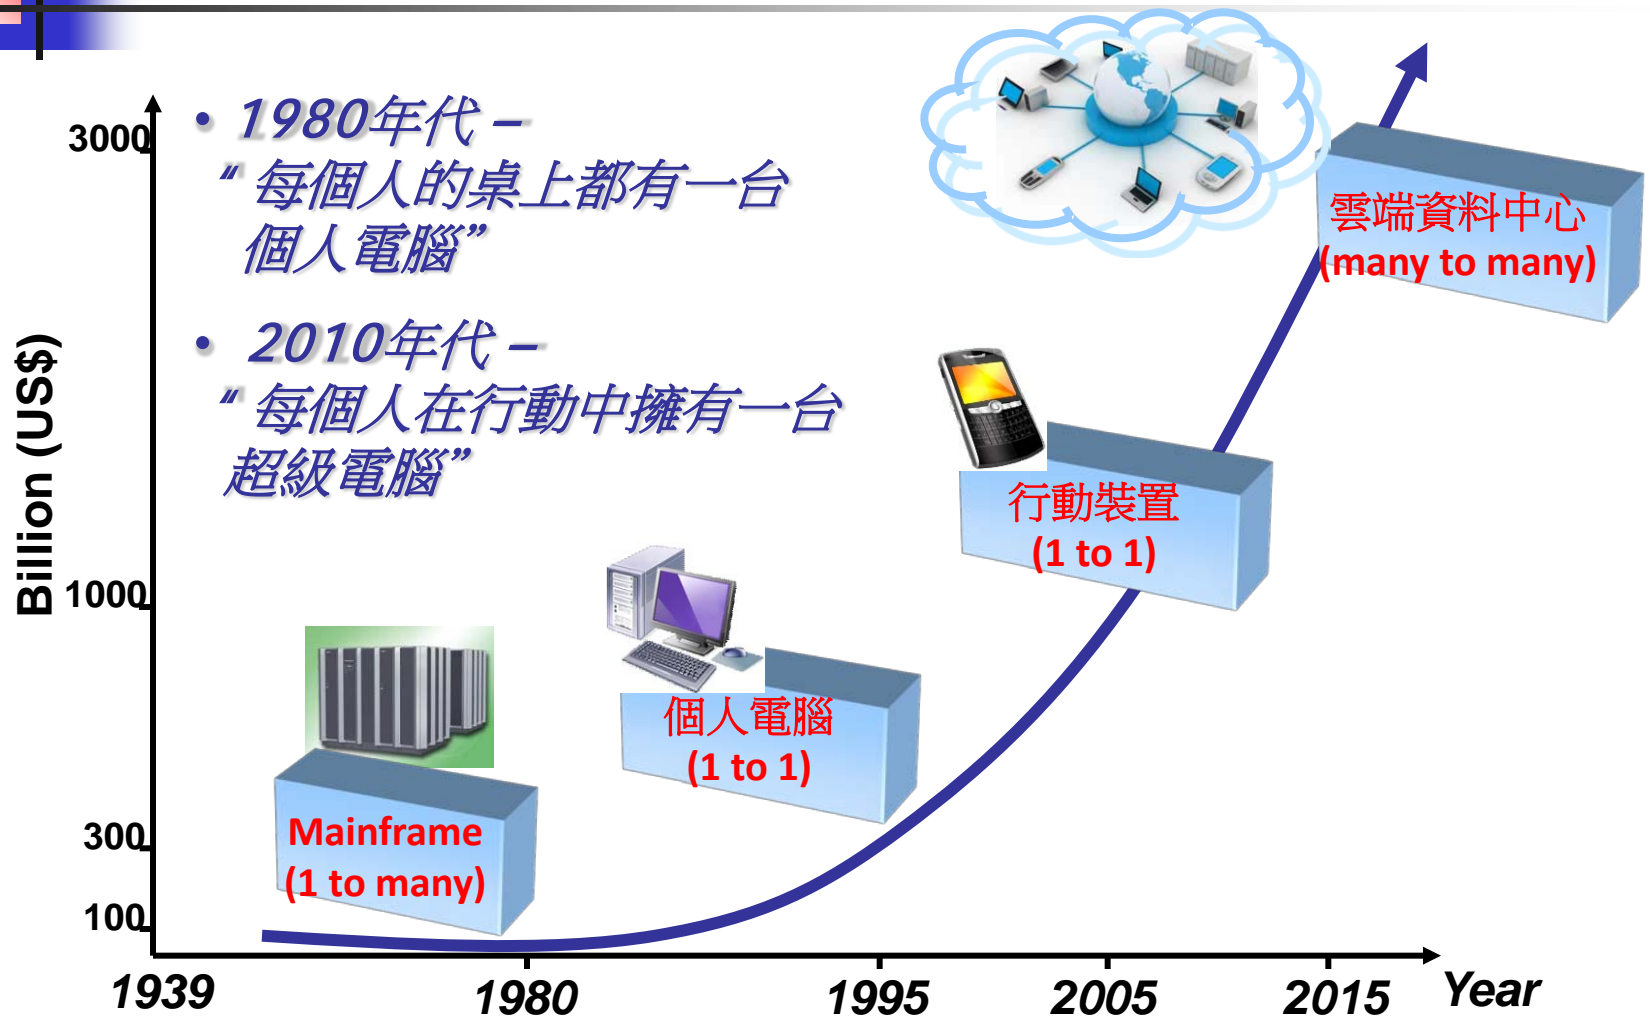 • 1980年代 –
“ 每個人的桌上都有一台
個人電腦”
• 2010年代 –
“ 每個人在行動中擁有一台
超級電腦”
雲端資料中心
(many to many)
行動裝置
(1 to 1)
個人電腦
(1 to 1)
Mainframe
(1 to many)
Billion (US$)
3000
1000
300
100
1939
1980
1995
2005
2015
Year